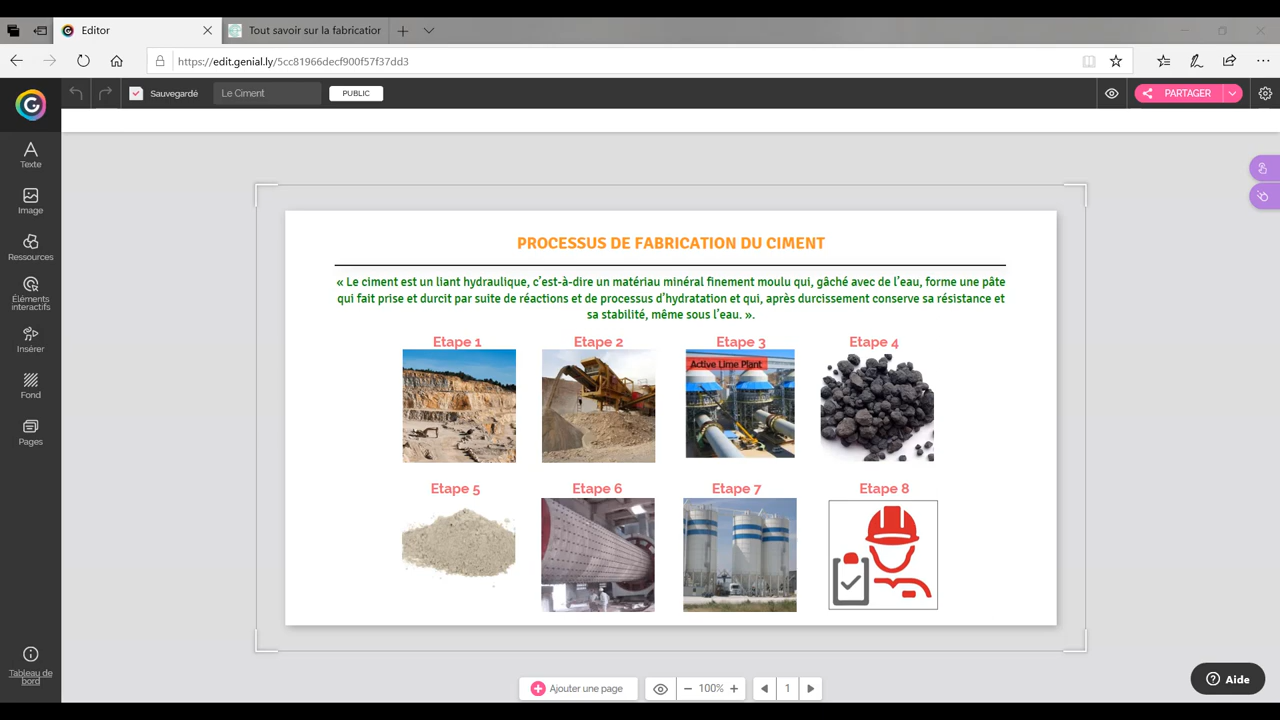 Editor
Tout savoir sur la fabrication
https://edit.genial.ly/5cc81966decf900f57f37dd3
Sauvegardé
Le Ciment
PUBLIC
PARTAGER
Texte
Image
Ressources
Éléments
interactifs
Insérer
Fond
Pages
Tableau de
bord
PROCESSUS DE FABRICATION DU CIMENT
« Le ciment est un liant hydraulique, c’est-à-dire un matériau minéral finement moulu qui, gâché avec de l’eau, forme une pâte
qui fait prise et durcit par suite de réactions et de processus d’hydratation et qui, après durcissement conserve sa résistance et
sa stabilité, même sous l’eau. ».
Etape 1
Etape 2
Etape 3
Etape 4
Active Lime Plant
Etape 5
Etape 6
Etape 7
Etape 8
Ajouter une page
100%
1
Aide